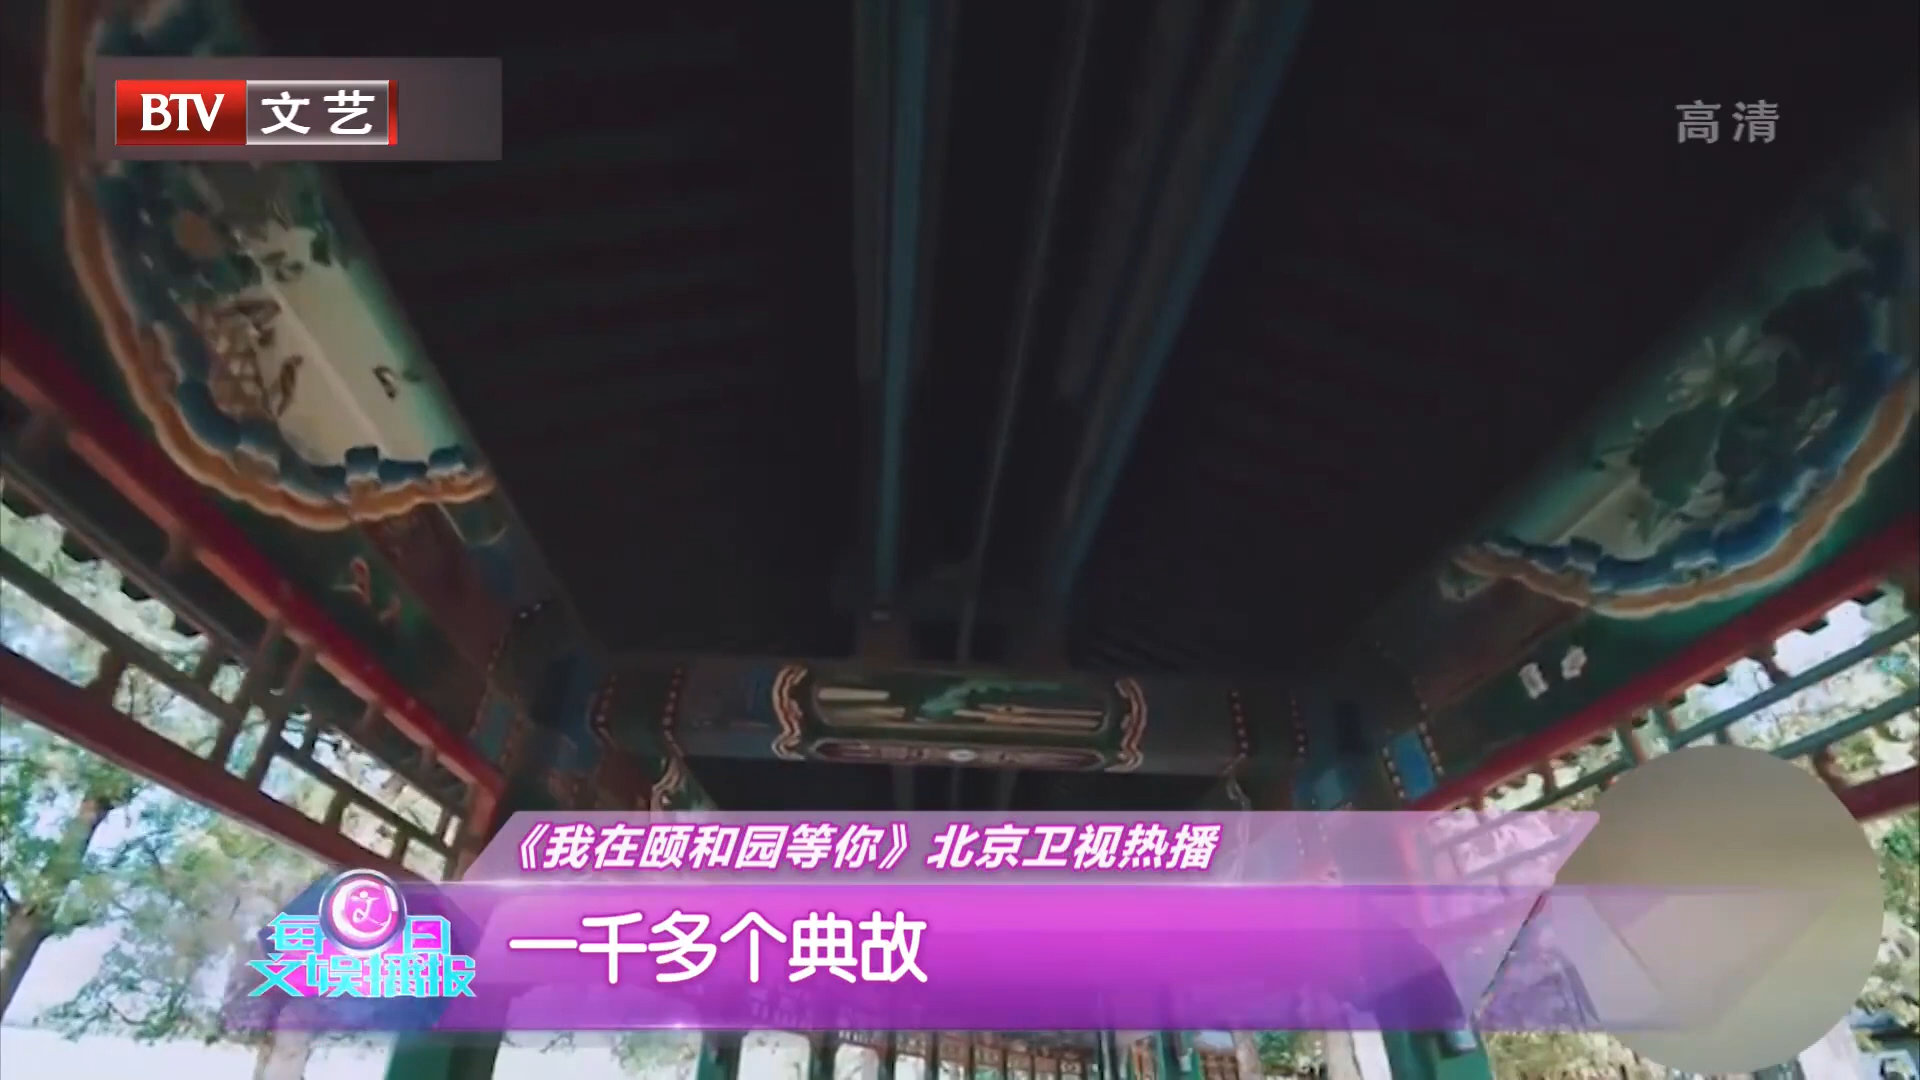 BTV 文艺
高清
《我在颐和园等你》北京卫视热播
每日
文娱播报
一千多个典故